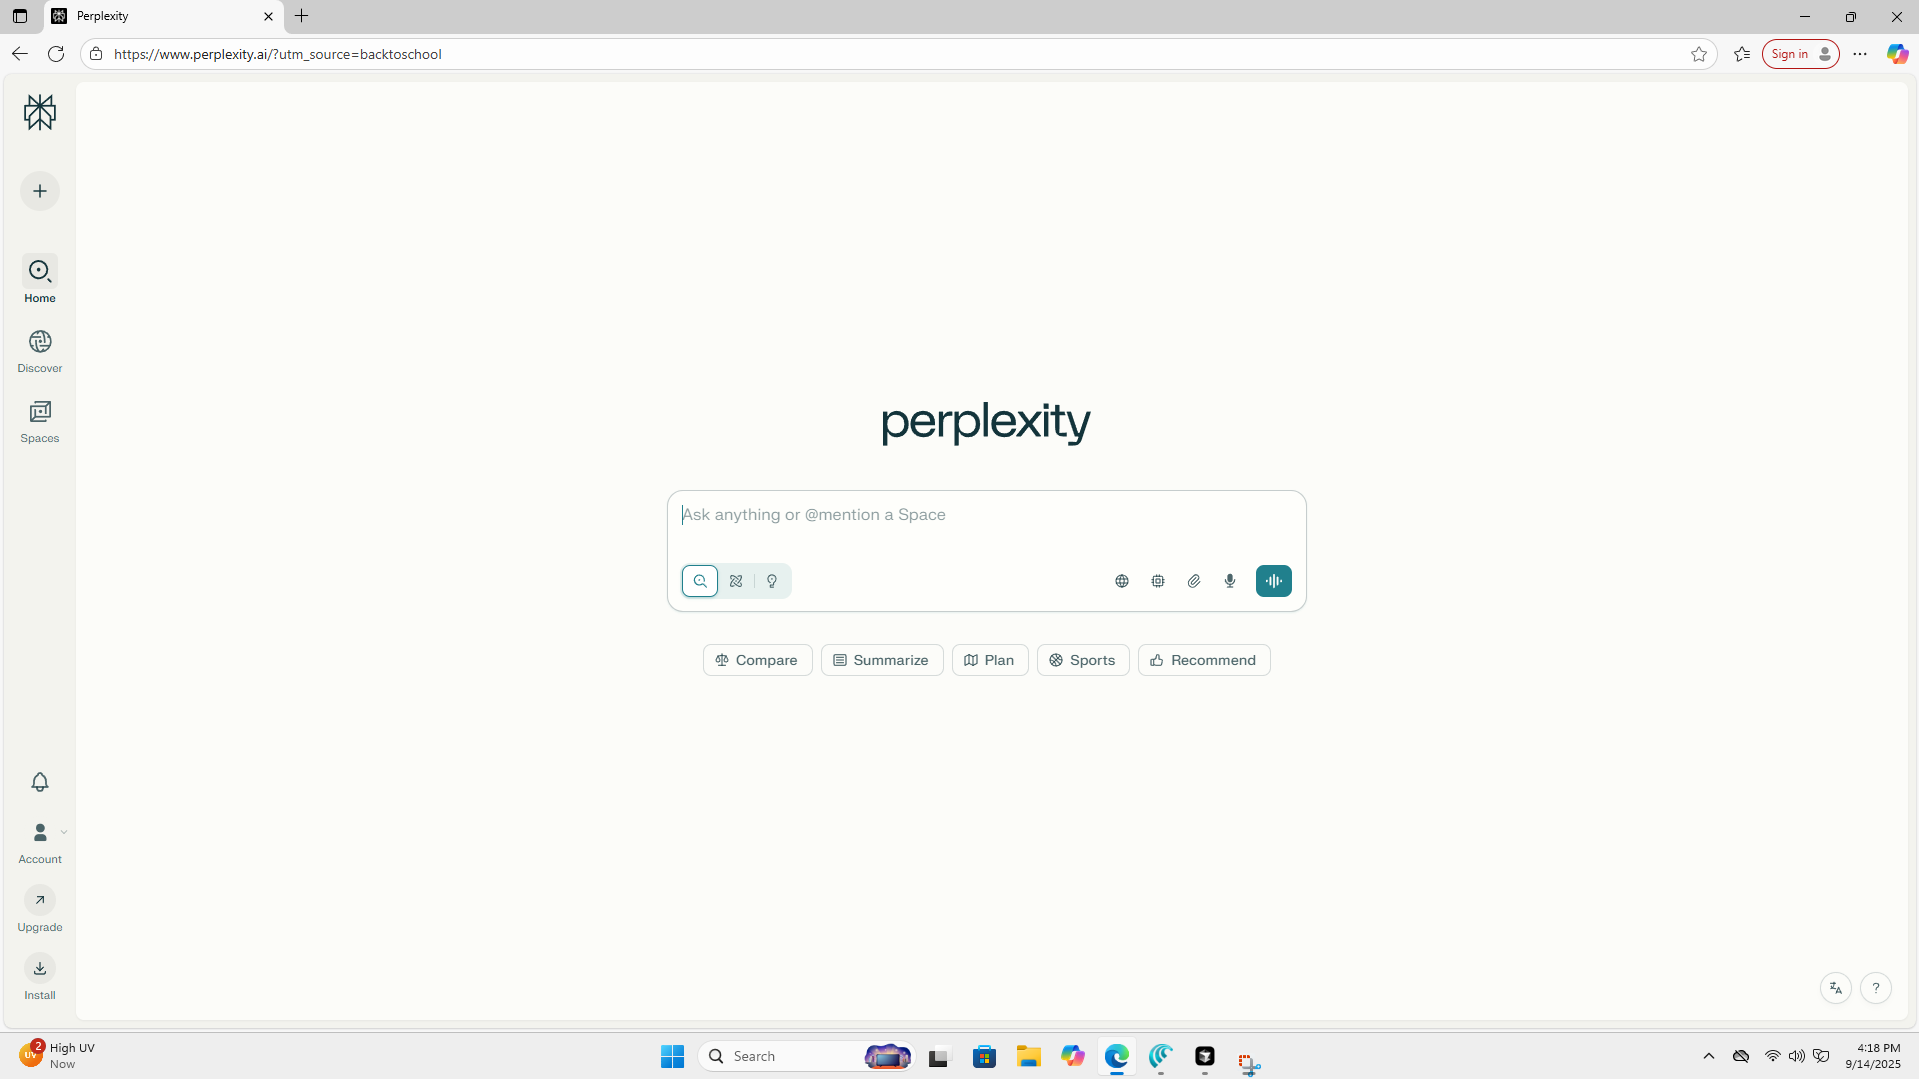 Perplexity
https://www.perplexity.ai/?utm_source=backtoschool
Sign in
Home
Discover
Spaces
perplexity
Ask anything or @mention a Space
Compare
Summarize
Plan
Sports
Recommend
Account
Upgrade
Install
?
UV
2
High UV
Now
Search
4:18 PM
9/14/2025